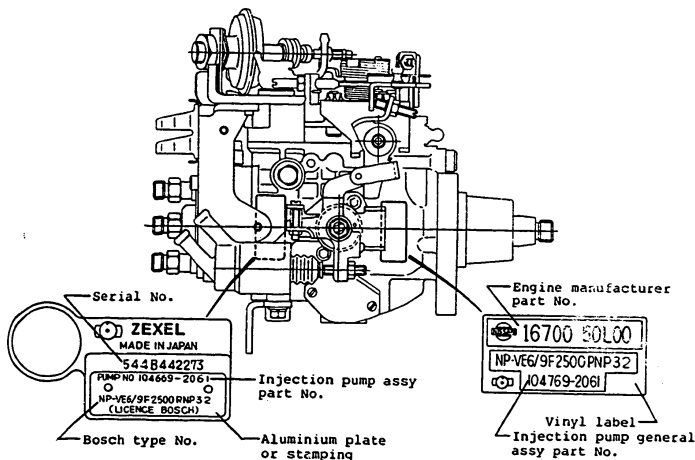 Serial No.
ZEXEL
MADE IN JAPAN
544B442273
PUMP NO 104669-2061
NP-VE6/9F2500RNP32
(LICENCE BOSCH)
Injection pump assy
part No.
Bosch type No.
Aluminium plate
or stamping
Engine manufacturer
part No.
16700 50L00
NP-VE6/9F2500PNP32
104769-2061
Vinyl label
Injection pump general
assy part No.